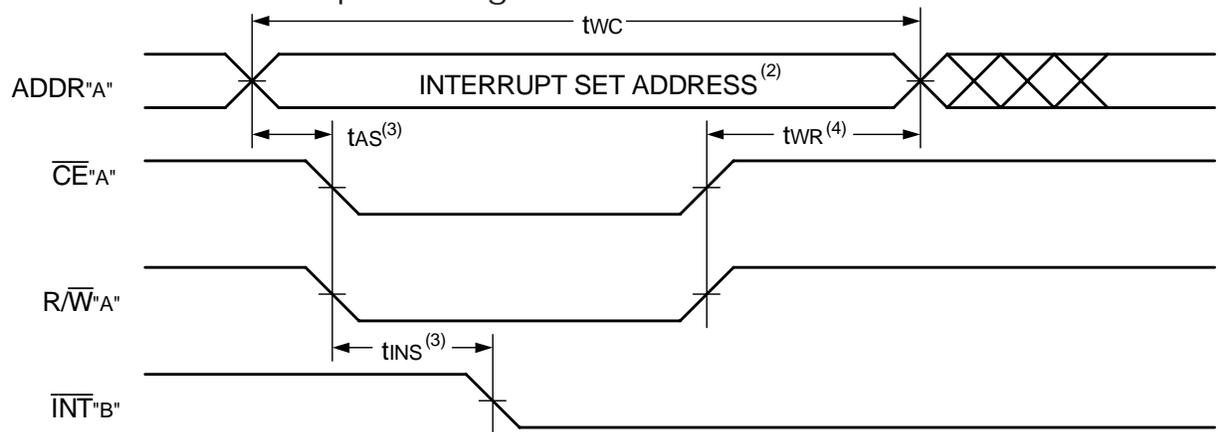 tWC
ADDR"A"
INTERRUPT SET ADDRESS(2)
tAS(3)
tWR(4)
CE"A"
R/W"A"
tINS(3)
INT"B"